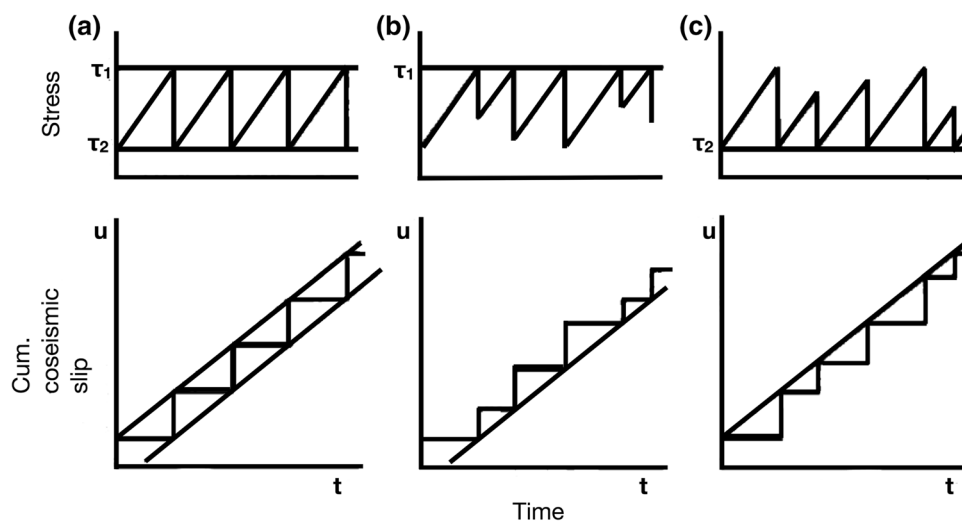 (a) (b) (c)
Stress
τ1 τ1
τ2 τ2
u u u
Cum.
coseismic
slip
t t t
Time